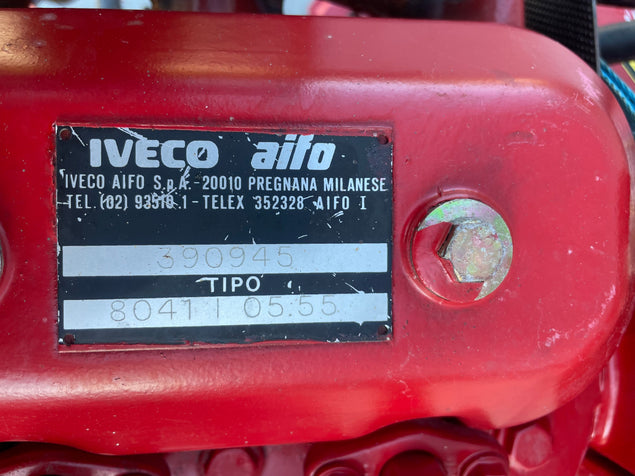 IVECO aifo
IVECO AIFO S.p.A. - 20010 PREGNANA MILANESE
TEL. (02) 93510.1 - TELEX 352328 AIFO I
390945
TIPO
8041 I 05.55